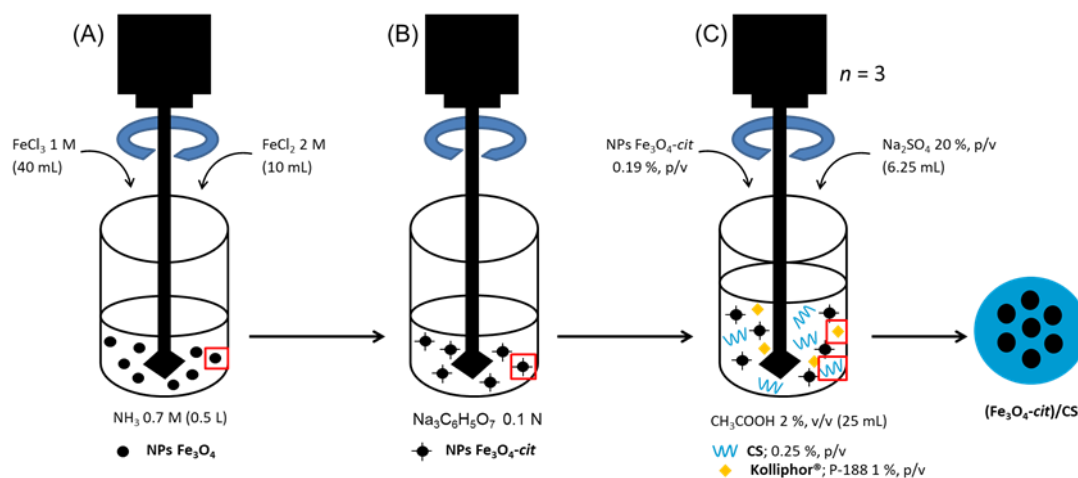 (A)
FeCl₃ 1 M
(40 mL)
FeCl₂ 2 M
(10 mL)
NH₃ 0.7 M (0.5 L)
NPs Fe₃O₄
(B)
Na₃C₆H₅O₇ 0.1 N
NPs Fe₃O₄-cit
(C)
n = 3
NPs Fe₃O₄-cit
0.19 %, p/v
Na₂SO₄ 20 %, p/v
(6.25 mL)
CH₃COOH 2 %, v/v (25 mL)
CS; 0.25 %, p/v
Kolliphor®; P-188 1 %, p/v
(Fe₃O₄-cit)/CS